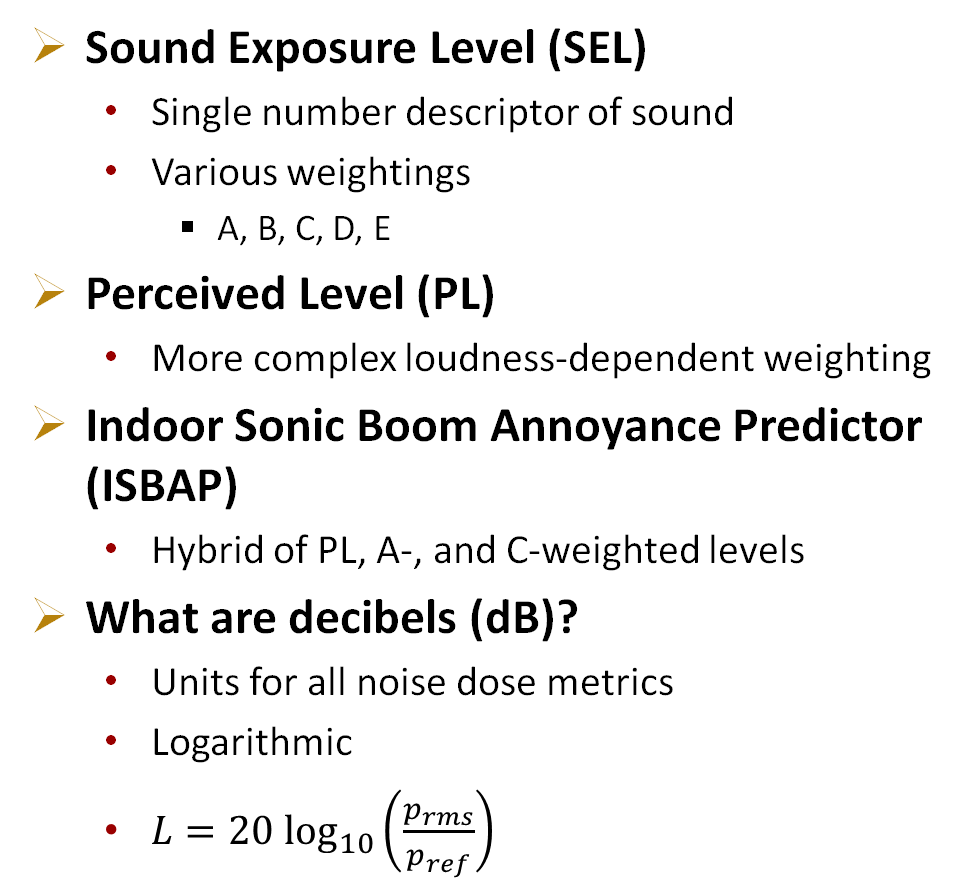 ➢ Sound Exposure Level (SEL)
• Single number descriptor of sound
• Various weightings
▪ A, B, C, D, E
➢ Perceived Level (PL)
• More complex loudness-dependent weighting
➢ Indoor Sonic Boom Annoyance Predictor
(ISBAP)
• Hybrid of PL, A-, and C-weighted levels
➢ What are decibels (dB)?
• Units for all noise dose metrics
• Logarithmic
• $L = 20 \log_{10} \left( \frac{p_{rms}}{p_{ref}} \right)$